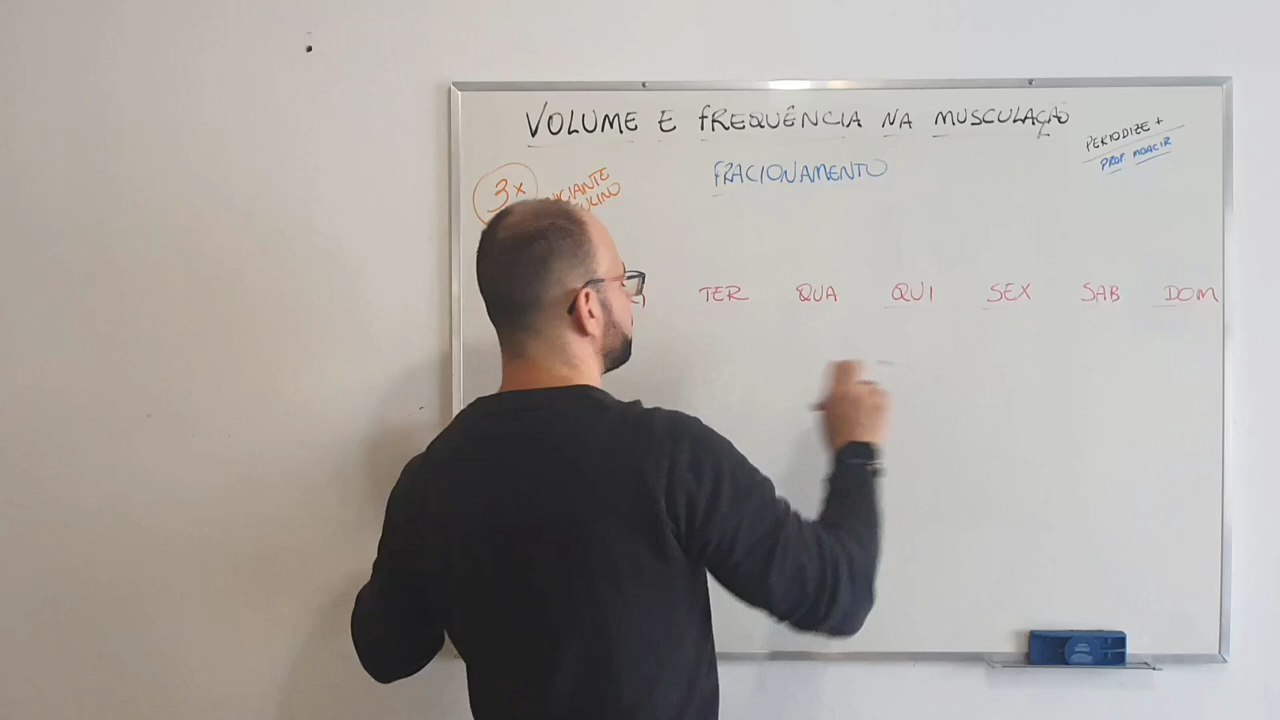 VOLUME E FREQUÊNCIA NA MUSCULAÇÃO
PERIODIZE +
PROF. MOACIR
FRACIONAMENTO
3x
TER QUA QUI SEX SAB DOM